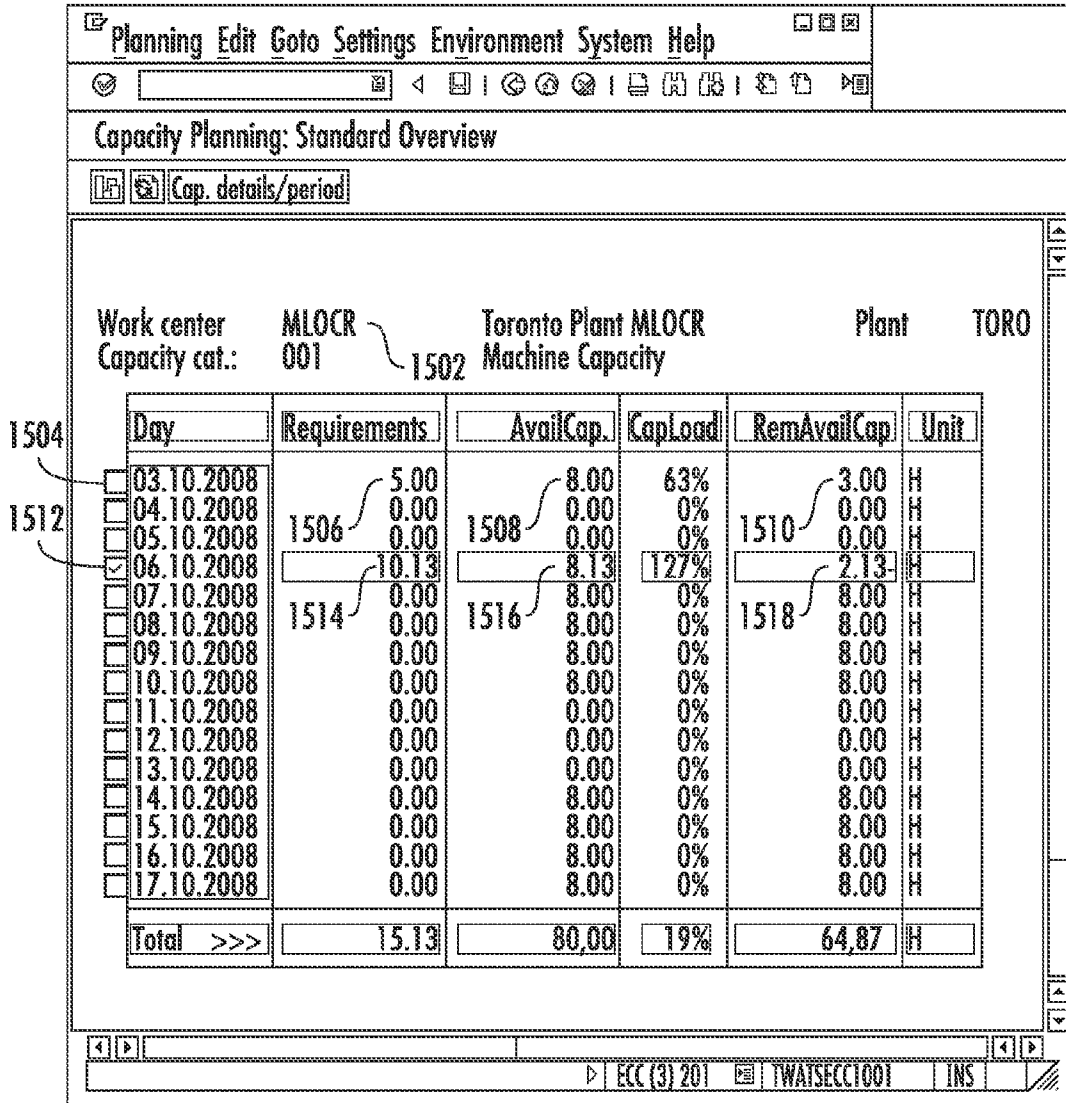 Planning Edit Goto Settings Environment System Help
Capacity Planning: Standard Overview
Cap. details/period
Work center MLOCR Toronto Plant MLOCR Plant TORO
Capacity cat.: 001 1502 Machine Capacity
1504 Day Requirements AvailCap. CapLoad RemAvailCap Unit
03.10.2008 5.00 8.00 63% 3.00 H
1512 04.10.2008 1506 0.00 1508 0.00 0% 1510 0.00 H
05.10.2008 0.00 0.00 0% 0.00 H
06.10.2008 10.13 8.13 127% 2.13- H
07.10.2008 1514 0.00 1516 8.00 0% 1518 8.00 H
08.10.2008 0.00 8.00 0% 8.00 H
09.10.2008 0.00 8.00 0% 8.00 H
10.10.2008 0.00 8.00 0% 8.00 H
11.10.2008 0.00 0.00 0% 0.00 H
12.10.2008 0.00 0.00 0% 0.00 H
13.10.2008 0.00 0.00 0% 0.00 H
14.10.2008 0.00 8.00 0% 8.00 H
15.10.2008 0.00 8.00 0% 8.00 H
16.10.2008 0.00 8.00 0% 8.00 H
17.10.2008 0.00 8.00 0% 8.00 H
Total >>> 15.13 80,00 19% 64,87 H
ECC (3) 201 TWATSECC1001 INS